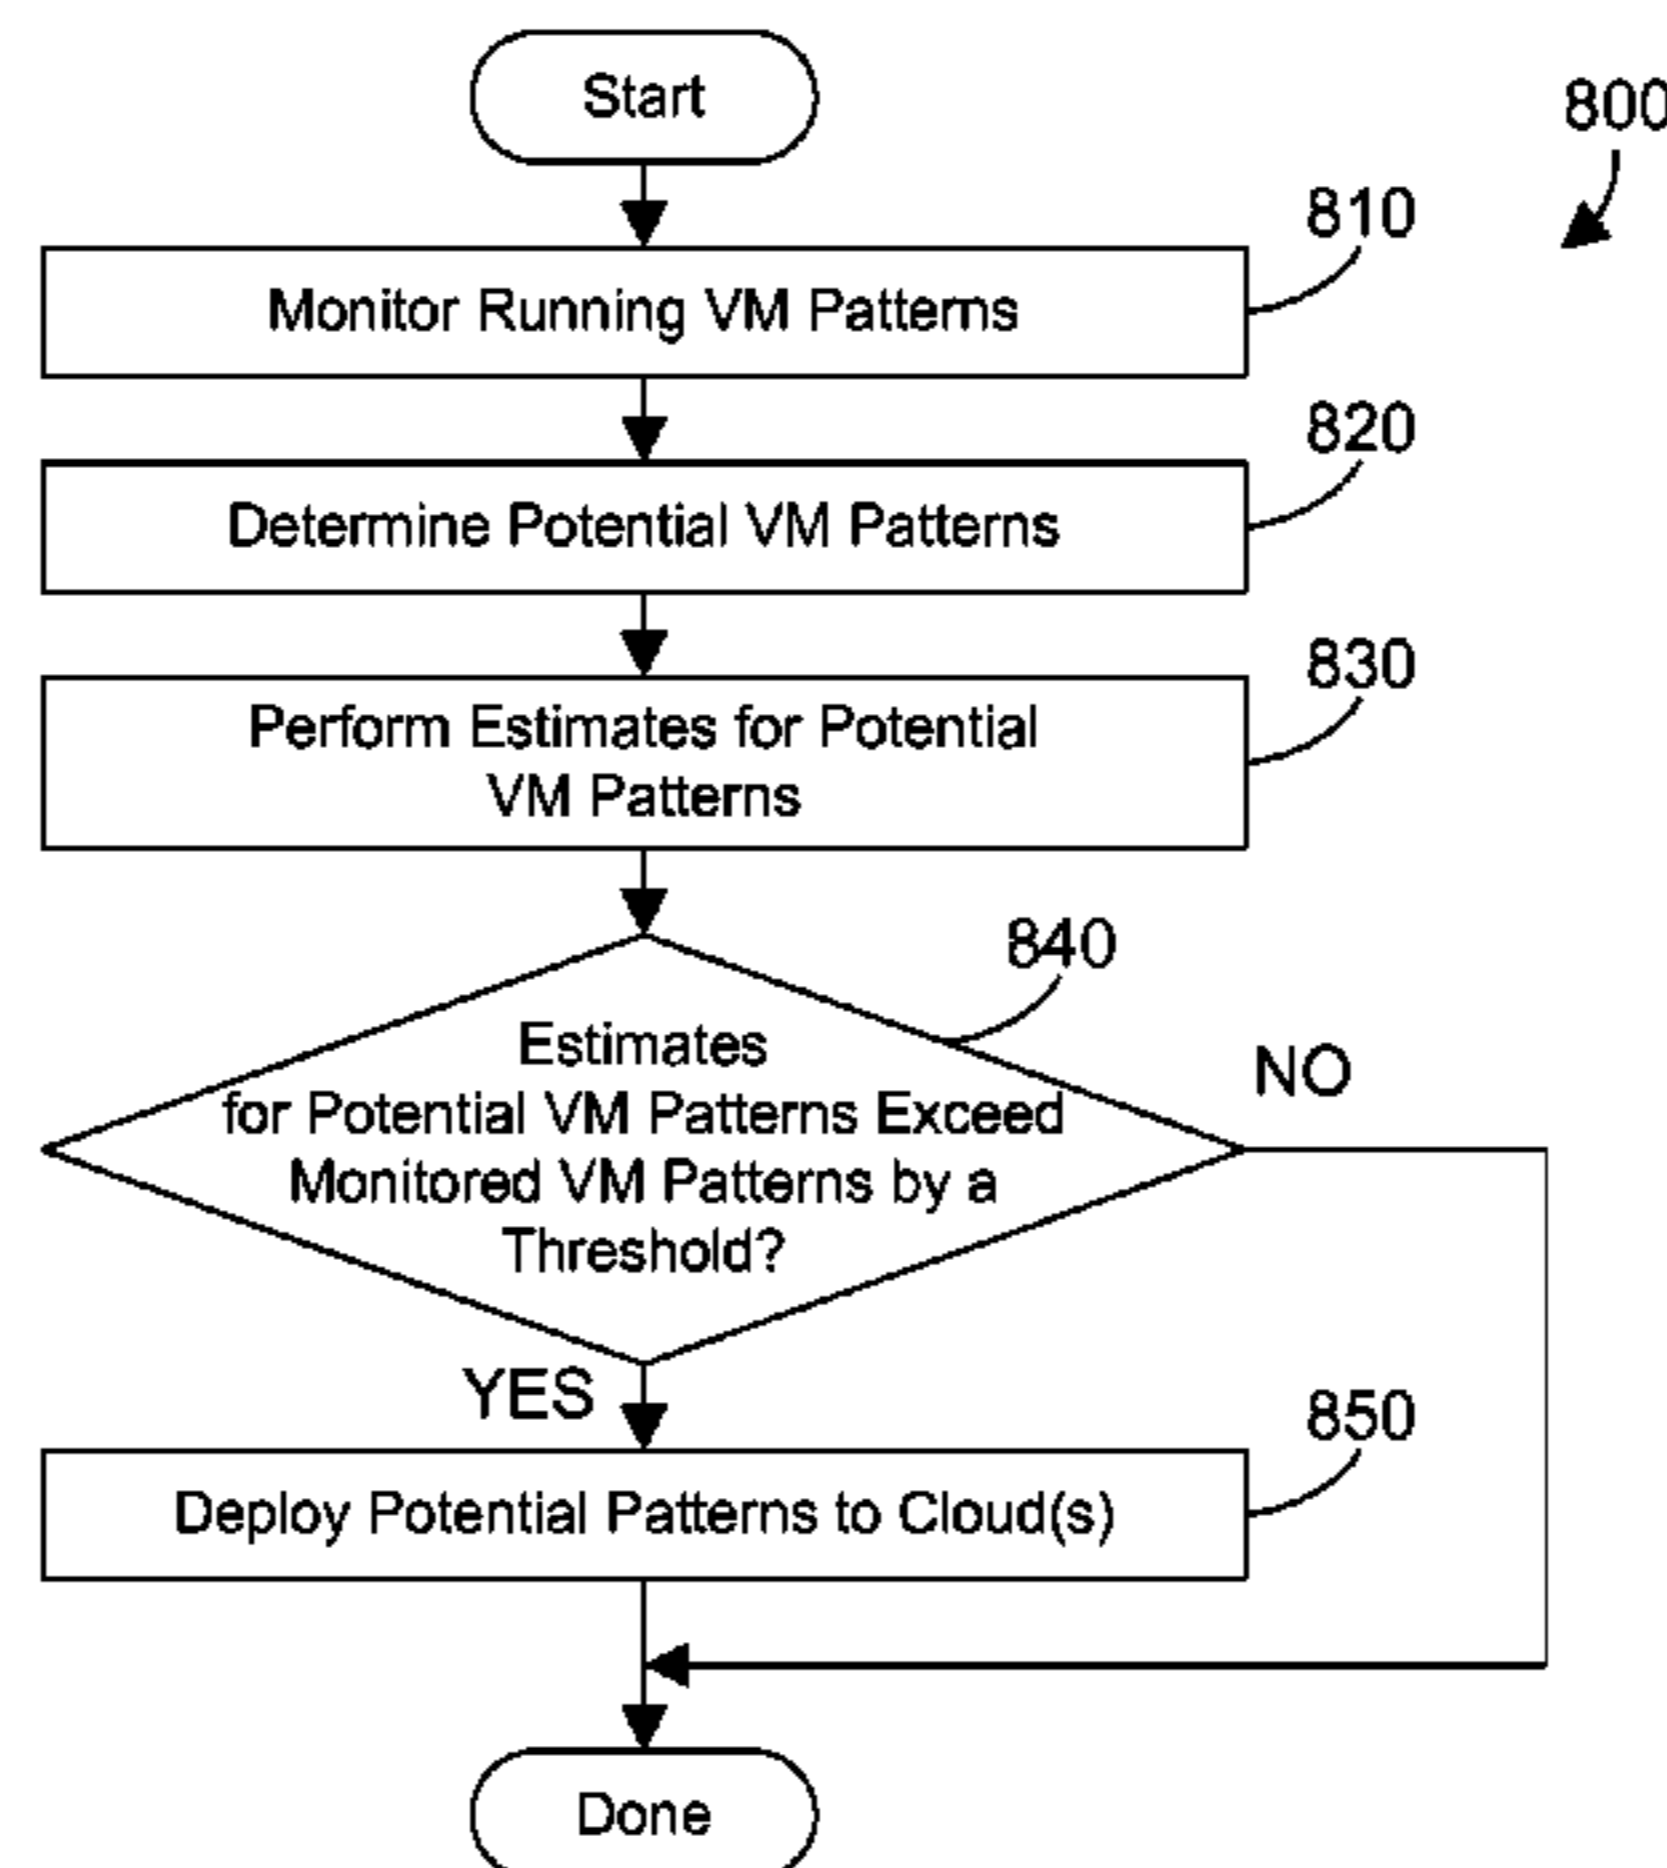 Start
800
810
Monitor Running VM Patterns
820
Determine Potential VM Patterns
830
Perform Estimates for Potential
VM Patterns
840
Estimates
for Potential VM Patterns Exceed
Monitored VM Patterns by a
Threshold?
NO
YES
850
Deploy Potential Patterns to Cloud(s)
Done